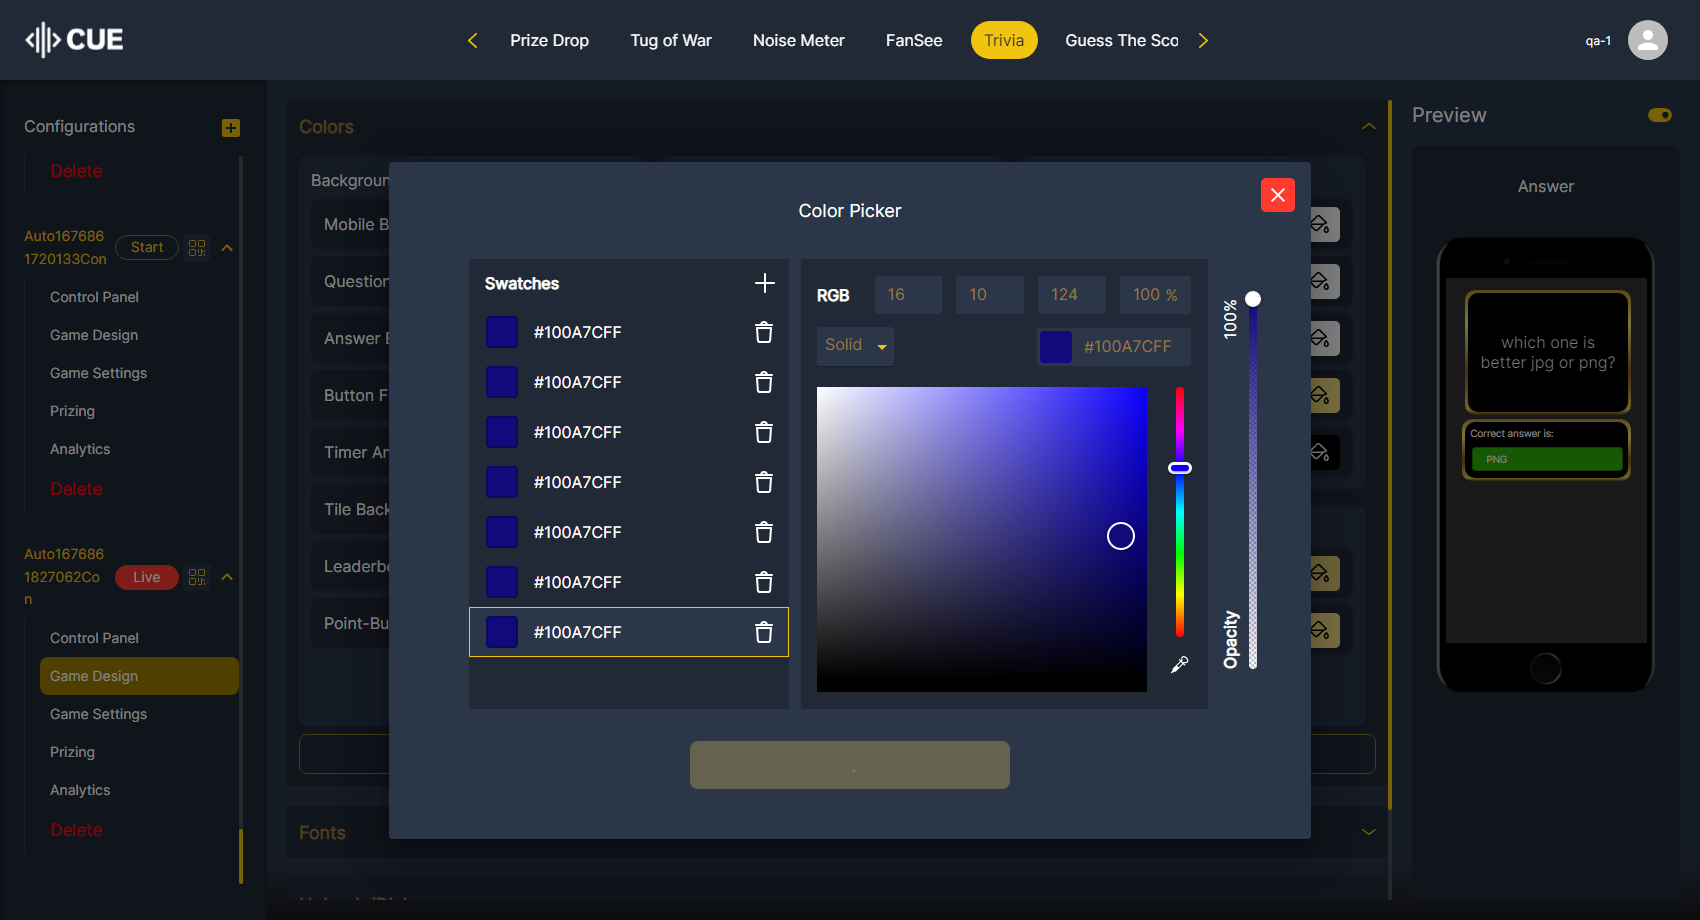 CUE
Prize Drop
Tug of War
Noise Meter
FanSee
Trivia
Guess The Sco
qa-1
Configurations
Delete
Auto167686
1720133Con
Start
Control Panel
Game Design
Game Settings
Prizing
Analytics
Delete
Auto167686
1827062Co
n
Live
Control Panel
Game Design
Game Settings
Prizing
Analytics
Delete
Colors
Backgroun
Mobile B
Question
Answer B
Button F
Timer An
Tile Back
Leaderbo
Point-Bu
Fonts
Color Picker
Swatches
#100A7CFF
#100A7CFF
#100A7CFF
#100A7CFF
#100A7CFF
#100A7CFF
#100A7CFF
RGB
16
10
124
100 %
Solid
#100A7CFF
100%
Opacity
Preview
Answer
which one is
better jpg or png?
Correct answer is:
PNG